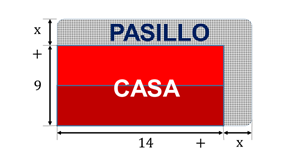 x
PASILLO
+
9
CASA
14 + x